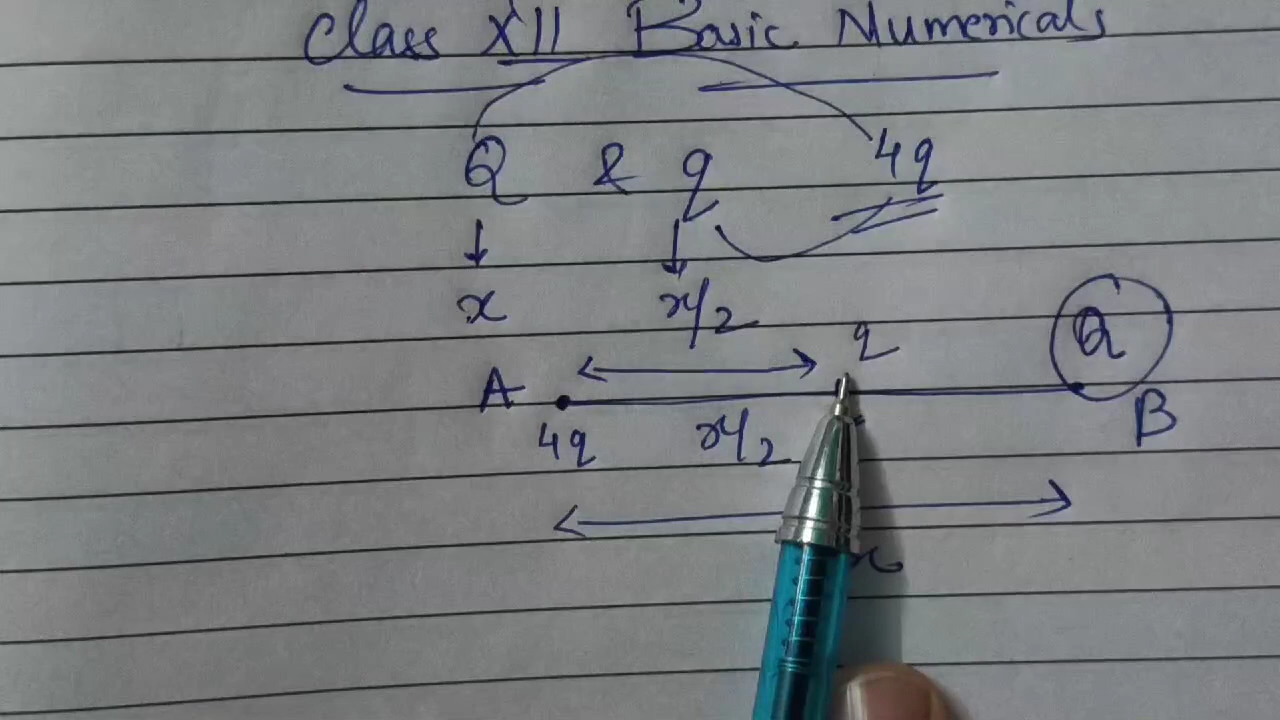 Class XII Basic Numericals
Q & q 4q
x x/2
q Q
A B
4q x/2
x